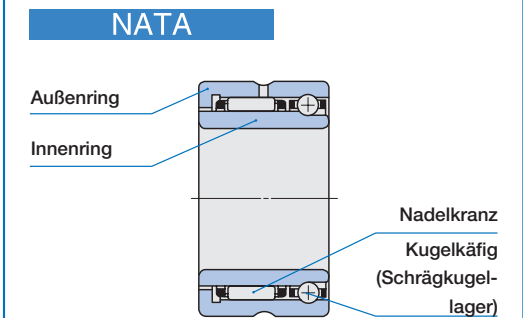 NATA
Außenring
Innenring
Nadelkranz
Kugelkäfig
(Schrägkugel-
lager)